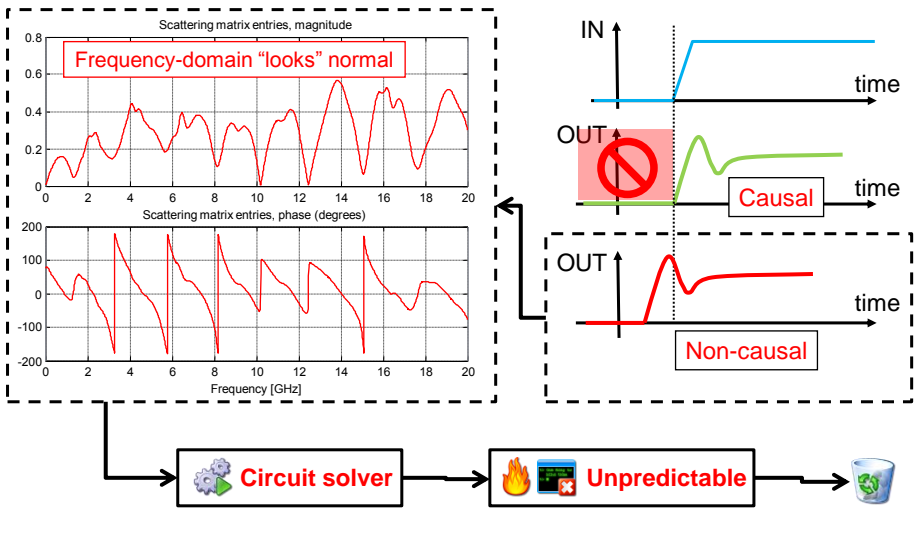 Scattering matrix entries, magnitude
Frequency-domain “looks” normal
0.8
0.6
0.4
0.2
0
0 2 4 6 8 10 12 14 16 18 20
Scattering matrix entries, phase (degrees)
200
100
0
-100
-200
0 2 4 6 8 10 12 14 16 18 20
Frequency [GHz]
IN
time
OUT
time
Causal
OUT
time
Non-causal
Circuit solver
Unpredictable